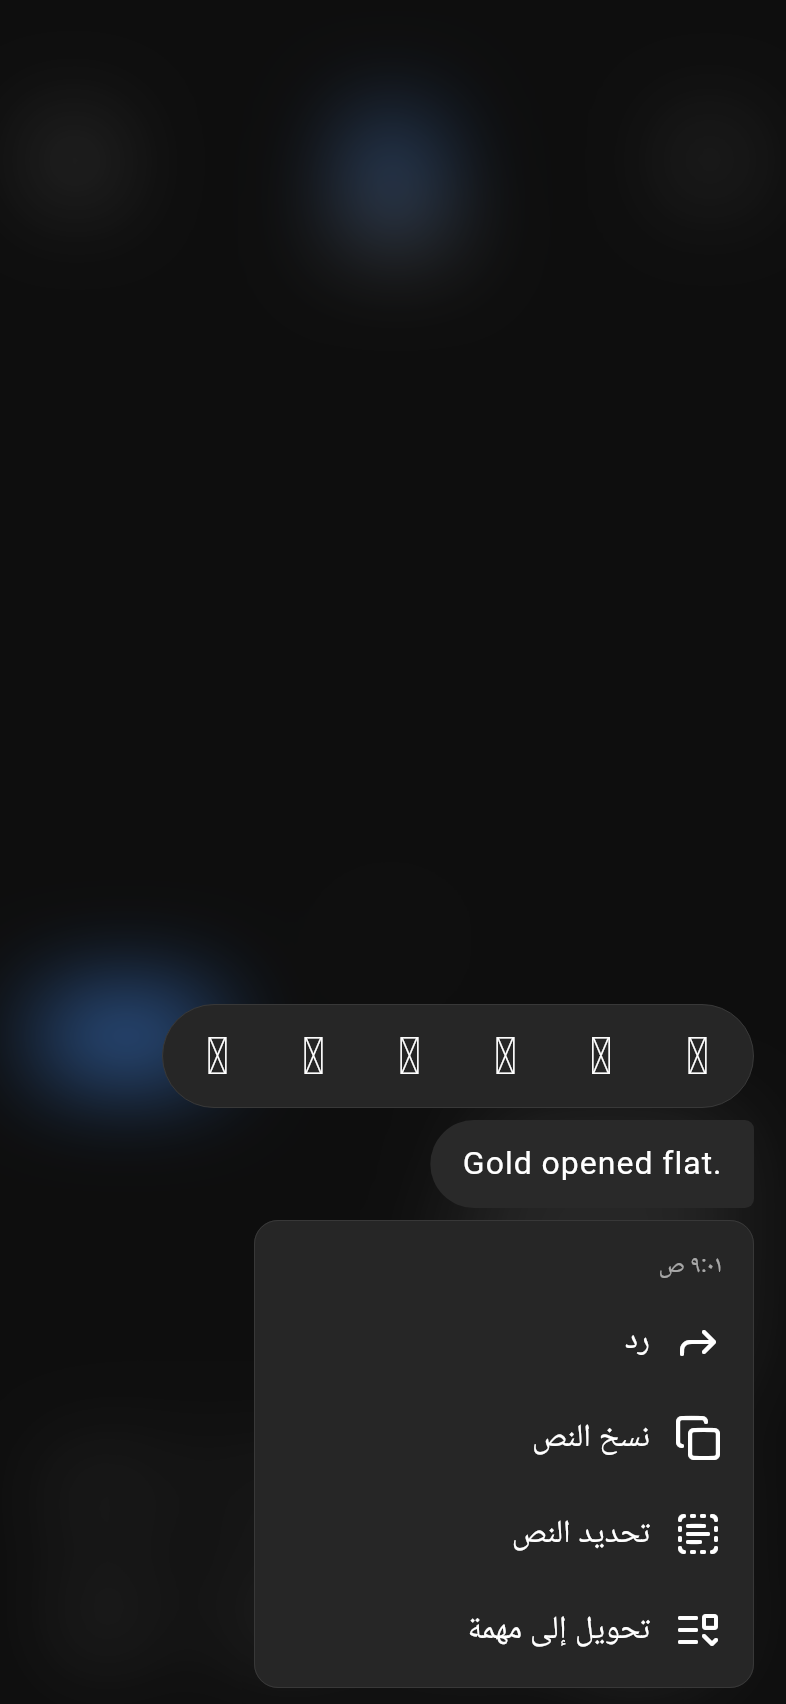 Gold opened flat.
٩:٠١ ص
رد
نسخ النص
تحديد النص
تحويل إلى مهمة